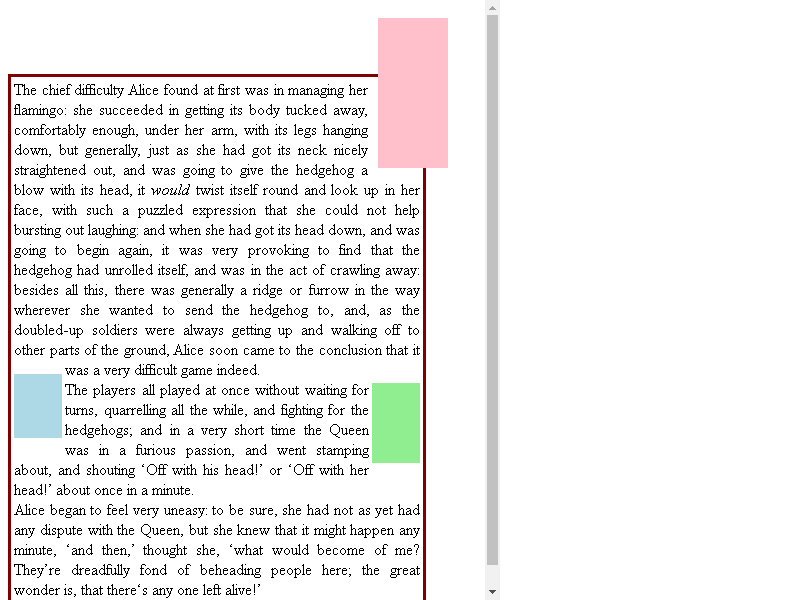 The chief difficulty Alice found at first was in managing her
flamingo: she succeeded in getting its body tucked away,
comfortably enough, under her arm, with its legs hanging
down, but generally, just as she had got its neck nicely
straightened out, and was going to give the hedgehog a
blow with its head, it would twist itself round and look up in her
face, with such a puzzled expression that she could not help
bursting out laughing: and when she had got its head down, and was
going to begin again, it was very provoking to find that the
hedgehog had unrolled itself, and was in the act of crawling away:
besides all this, there was generally a ridge or furrow in the way
wherever she wanted to send the hedgehog to, and, as the
doubled-up soldiers were always getting up and walking off to
other parts of the ground, Alice soon came to the conclusion that it
was a very difficult game indeed.
The players all played at once without waiting for
turns, quarrelling all the while, and fighting for the
hedgehogs; and in a very short time the Queen
was in a furious passion, and went stamping
about, and shouting ‘Off with his head!’ or ‘Off with her
head!’ about once in a minute.
Alice began to feel very uneasy: to be sure, she had not as yet had
any dispute with the Queen, but she knew that it might happen any
minute, ‘and then,’ thought she, ‘what would become of me?
They’re dreadfully fond of beheading people here; the great
wonder is, that there‘s any one left alive!’